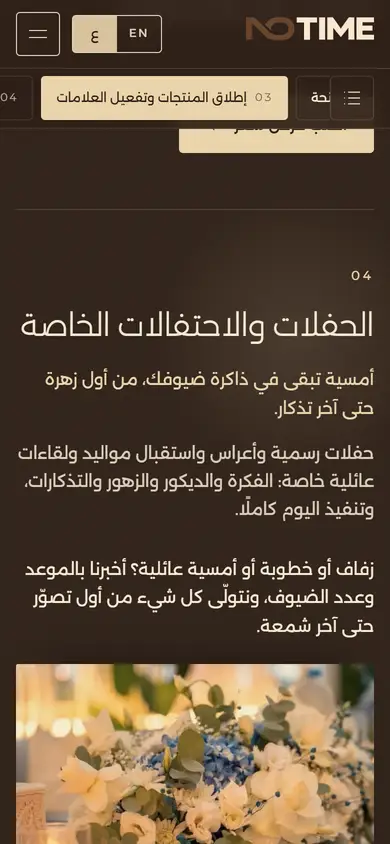 NOTIME
EN
ع
03 إطلاق المنتجات وتفعيل العلامات
04
04
الحفلات والاحتفالات الخاصة
أمسية تبقى في ذاكرة ضيوفك، من أول زهرة
حتى آخر تذكار.
حفلات رسمية وأعراس واستقبال مواليد ولقاءات
عائلية خاصة: الفكرة والديكور والزهور والتذكارات،
وتنفيذ اليوم كاملًا.
زفاف أو خطوبة أو أمسية عائلية؟ أخبرنا بالموعد
وعدد الضيوف، ونتولّى كل شيء من أول تصوّر
حتى آخر شمعة.